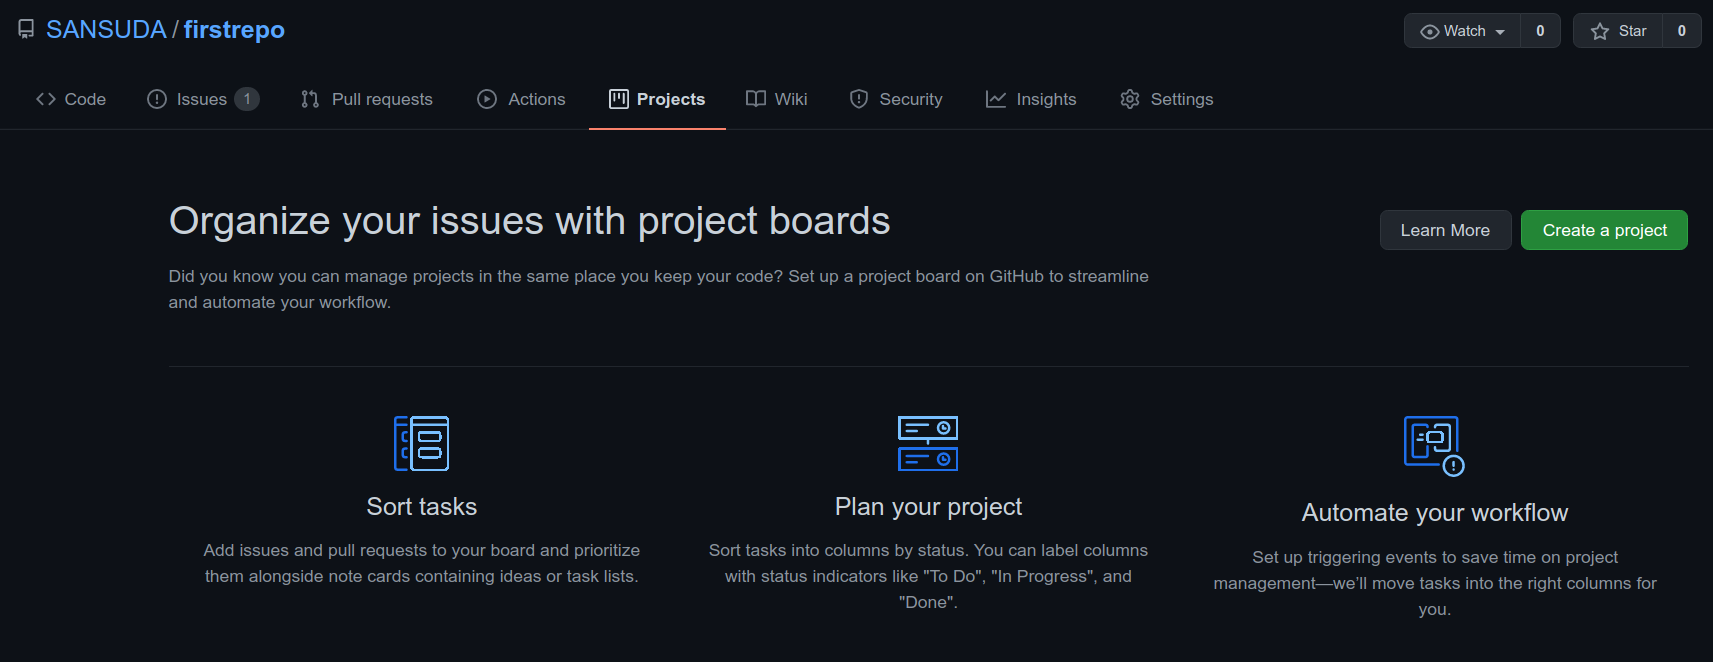 SANSUDA / firstrepo
Watch 0 Star 0
Code Issues 1 Pull requests Actions Projects Wiki Security Insights Settings
Organize your issues with project boards
Learn More Create a project
Did you know you can manage projects in the same place you keep your code? Set up a project board on GitHub to streamline
and automate your workflow.
Sort tasks
Add issues and pull requests to your board and prioritize
them alongside note cards containing ideas or task lists.
Plan your project
Sort tasks into columns by status. You can label columns
with status indicators like "To Do", "In Progress", and
"Done".
Automate your workflow
Set up triggering events to save time on project
management—we’ll move tasks into the right columns for
you.